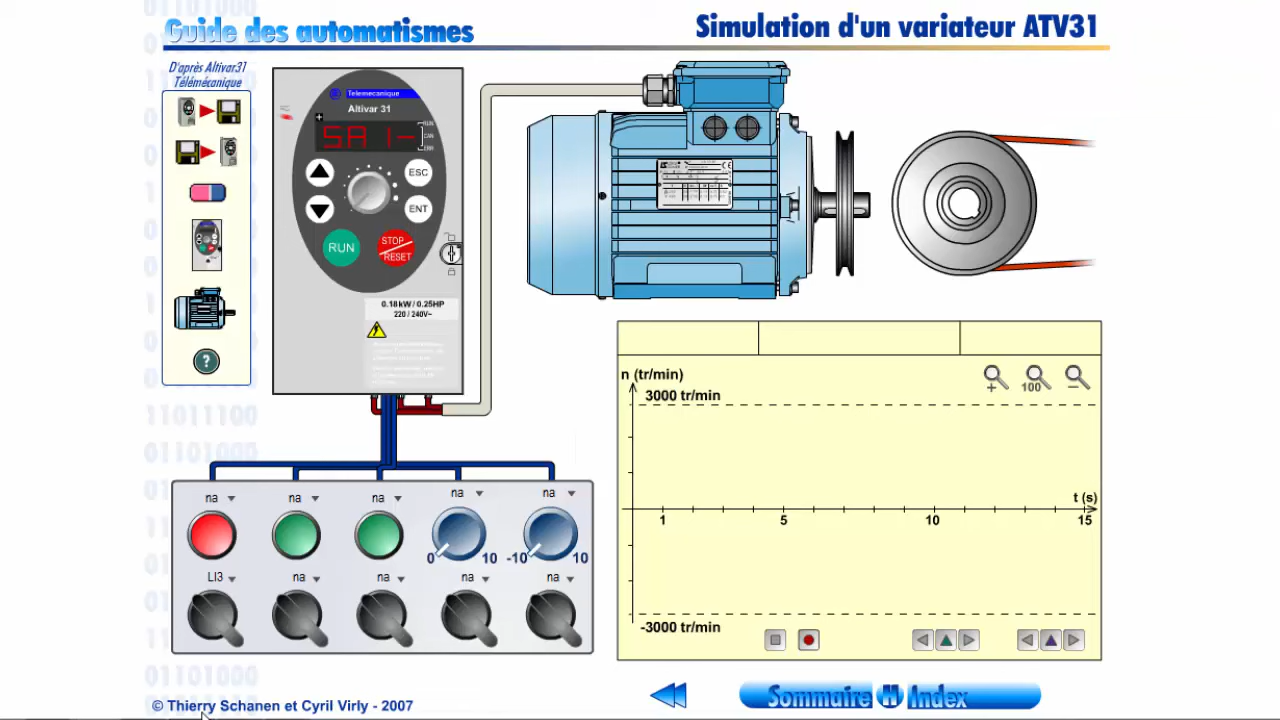 Guide des automatismes
Simulation d'un variateur ATV31
D'après Altivar31
Télémécanique
Telemecanique
Altivar 31
SA1-
RUN
CAN
ERR
ESC
ENT
RUN
STOP
RESET
0.18kW / 0.25HP
220 / 240V~
n (tr/min)
3000 tr/min
+
100
-
t (s)
1 5 10 15
-3000 tr/min
na na na na na
0 10 -10 10
LI3 na na na na
© Thierry Schanen et Cyril Virly - 2007
Sommaire
Index